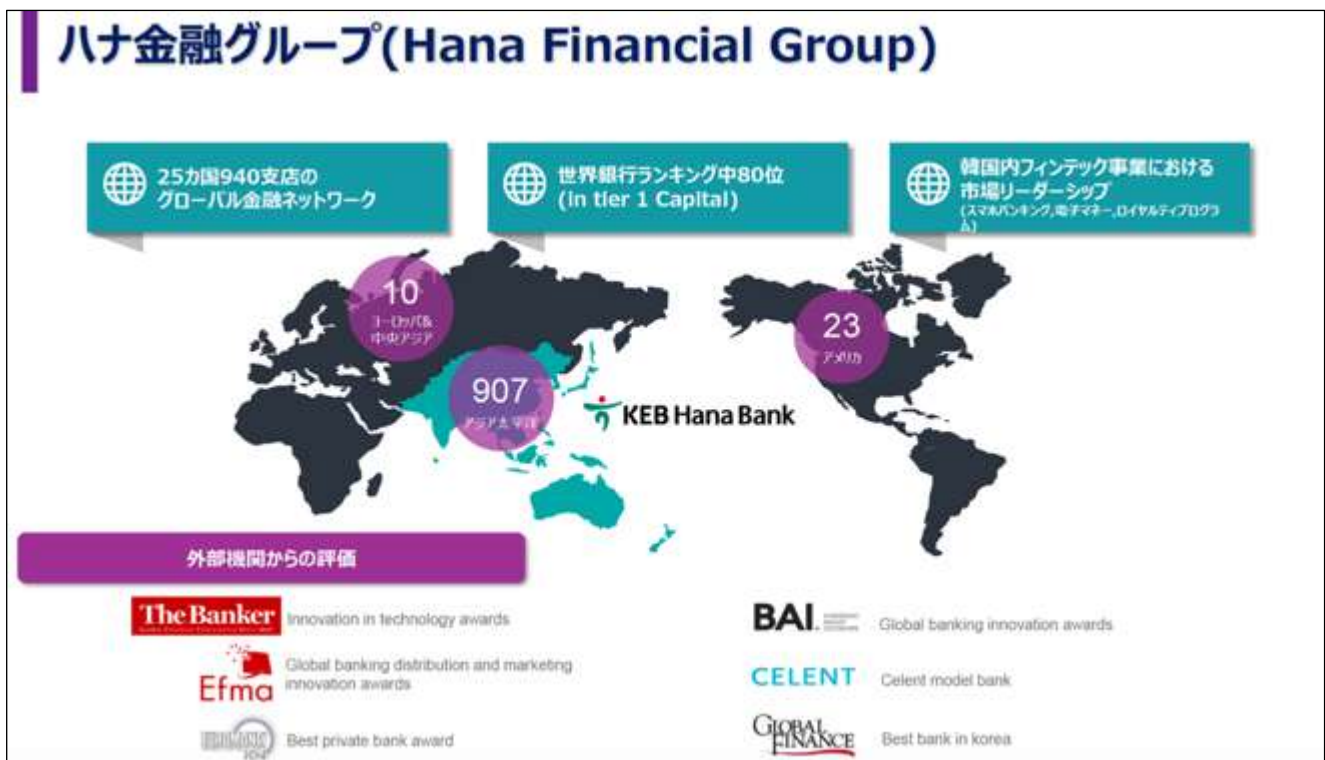 ハナ金融グループ(Hana Financial Group)
25カ国940支店の
グローバル金融ネットワーク
世界銀行ランキング中80位
(in tier 1 Capital)
韓国内フィンテック事業における
市場リーダーシップ
(スマホバンキング,電子マネー,ロイヤルティプログラ
ム)
10
ヨーロッパ&
中央アジア
907
アジア太平洋
23
アメリカ
KEB Hana Bank
外部機関からの評価
The Banker
Innovation in technology awards
Efma
Global banking distribution and marketing
innovation awards
Best private bank award
BAI.
Global banking innovation awards
CELENT
Celent model bank
GLOBAL
FINANCE
Best bank in korea